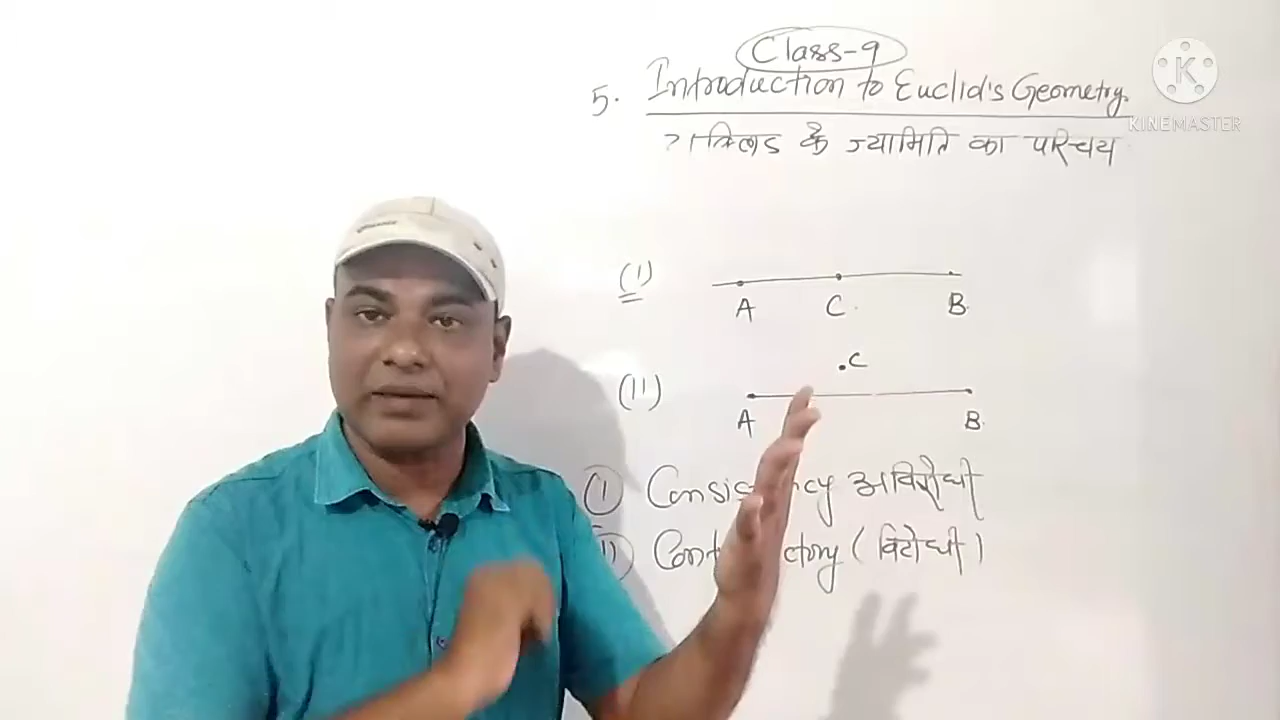 Class-9
5. Introduction to Euclid's Geometry.
के ज्यामिति का परिचय
K
KINEMASTER
(i)
A C B
C
(ii)
A B
(i) अविरोधी
(विरोधी)